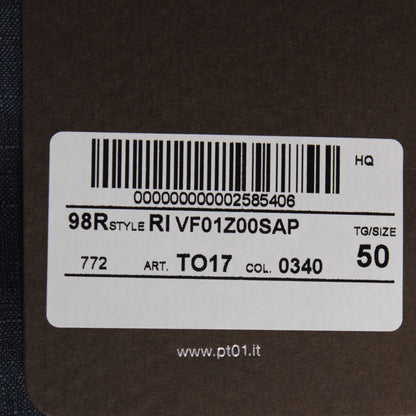 HQ
000000000002585406
98R STYLE RI VF01Z00SAP
TG/SIZE
772 ART. TO17 COL. 0340 50
www.pt01.it